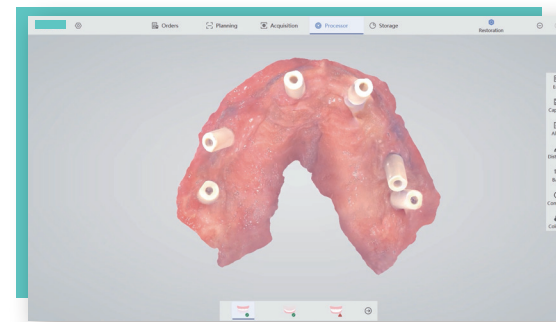 Orders
Planning
Acquisition
Processor
Storage
Restoration